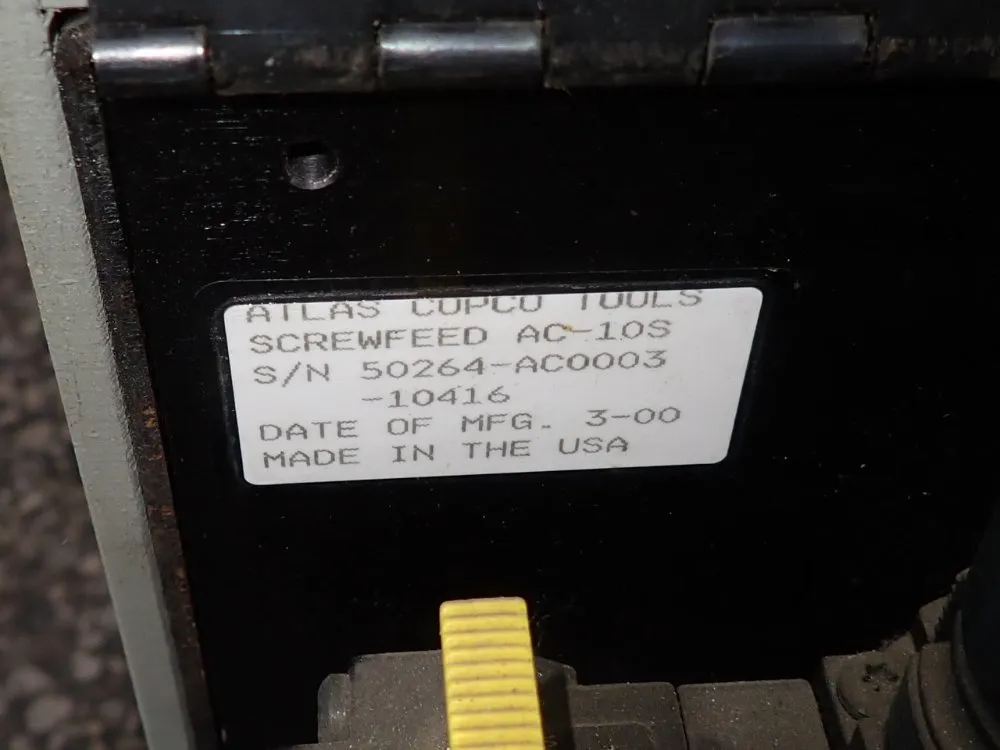 ATLAS COPCO TOOLS
SCREWFEED AC-10S
S/N 50264-AC0003
-10416
DATE OF MFG. 3-00
MADE IN THE USA